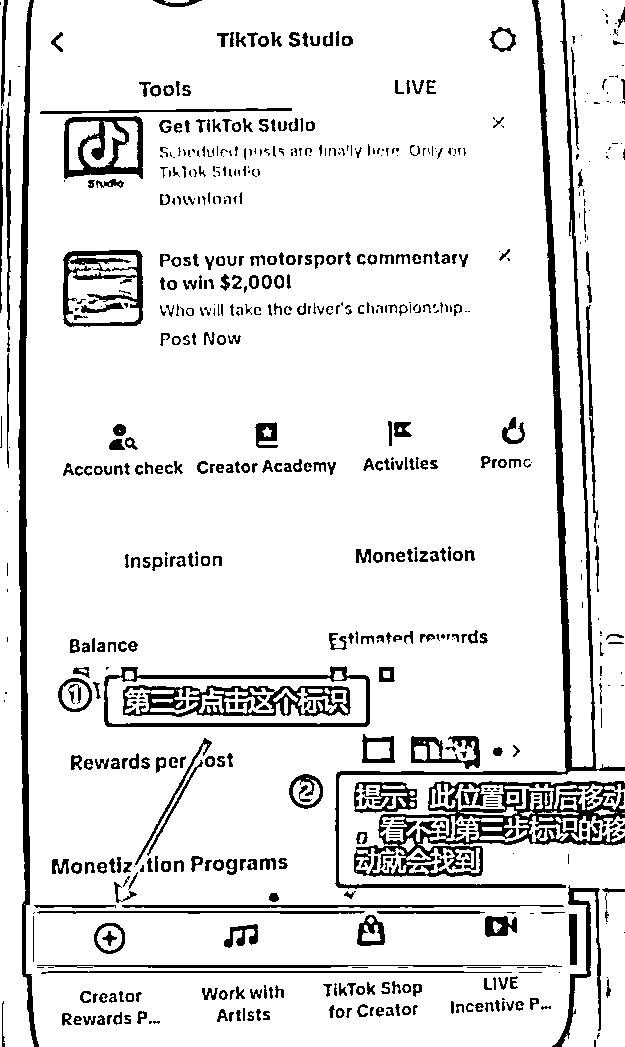 TikTok Studio
Tools
LIVE
Get TikTok Studio
Scheduled posts are finally here. Only on
TikTok Studio
Studio
Download
Post your motorsport commentary
to win $2,000!
Who will take the driver's championship...
Post Now
Account check
Creator Academy
Activities
Promo
Inspiration
Monetization
Balance
Estimated rewards
① 第三步点击这个标识
Rewards per post
② 提示：此位置可前后移动
，看不到第三步标识的移
动就会找到
Monetization Programs
Creator
Rewards P...
Work with
Artists
TikTok Shop
for Creator
LIVE
Incentive P...